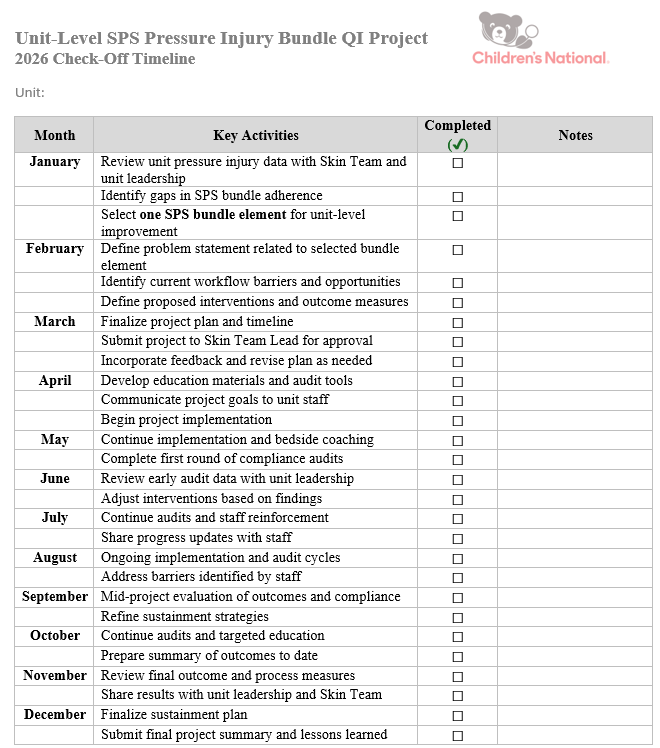 Unit-Level SPS Pressure Injury Bundle QI Project
2026 Check-Off Timeline
Children's National.
Unit:
Month Key Activities Completed (✓) Notes
January Review unit pressure injury data with Skin Team and
unit leadership ☐
Identify gaps in SPS bundle adherence ☐
Select one SPS bundle element for unit-level
improvement ☐
February Define problem statement related to selected bundle
element ☐
Identify current workflow barriers and opportunities ☐
Define proposed interventions and outcome measures ☐
March Finalize project plan and timeline ☐
Submit project to Skin Team Lead for approval ☐
Incorporate feedback and revise plan as needed ☐
April Develop education materials and audit tools ☐
Communicate project goals to unit staff ☐
Begin project implementation ☐
May Continue implementation and bedside coaching ☐
Complete first round of compliance audits ☐
June Review early audit data with unit leadership ☐
Adjust interventions based on findings ☐
July Continue audits and staff reinforcement ☐
Share progress updates with staff ☐
August Ongoing implementation and audit cycles ☐
Address barriers identified by staff ☐
September Mid-project evaluation of outcomes and compliance ☐
Refine sustainment strategies ☐
October Continue audits and targeted education ☐
Prepare summary of outcomes to date ☐
November Review final outcome and process measures ☐
Share results with unit leadership and Skin Team ☐
December Finalize sustainment plan ☐
Submit final project summary and lessons learned ☐